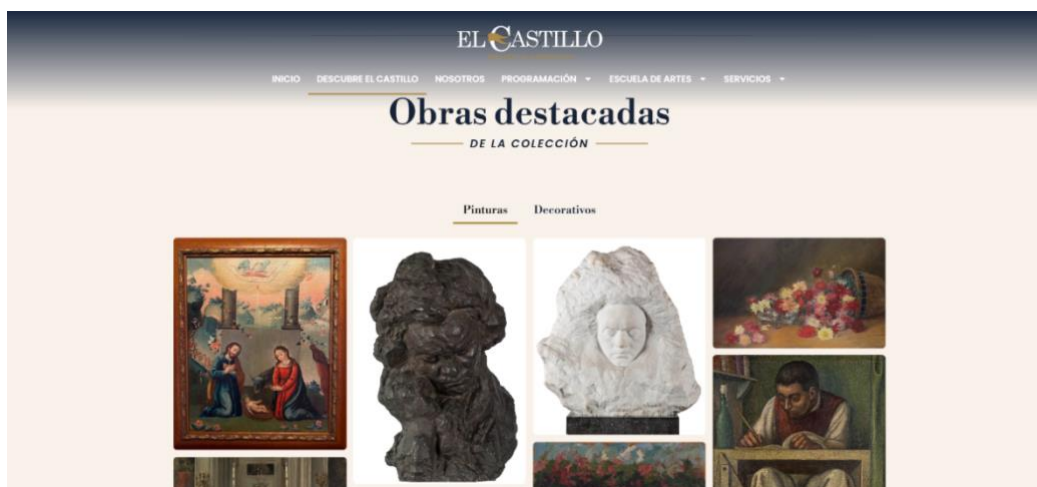 EL CASTILLO
INICIO DESCUBRE EL CASTILLO NOSOTROS PROGRAMACIÓN ESCUELA DE ARTES SERVICIOS
Obras destacadas
DE LA COLECCIÓN
Pinturas Decorativos